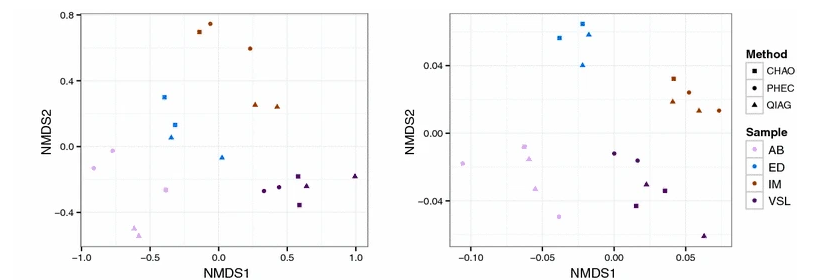 0.8
0.4
0.0
−0.4
NMDS2
−1.0 −0.5 0.0 0.5 1.0
NMDS1
0.04
0.00
−0.04
NMDS2
−0.10 −0.05 0.00 0.05
NMDS1
Method
CHAO
PHEC
QIAG
Sample
AB
ED
IM
VSL